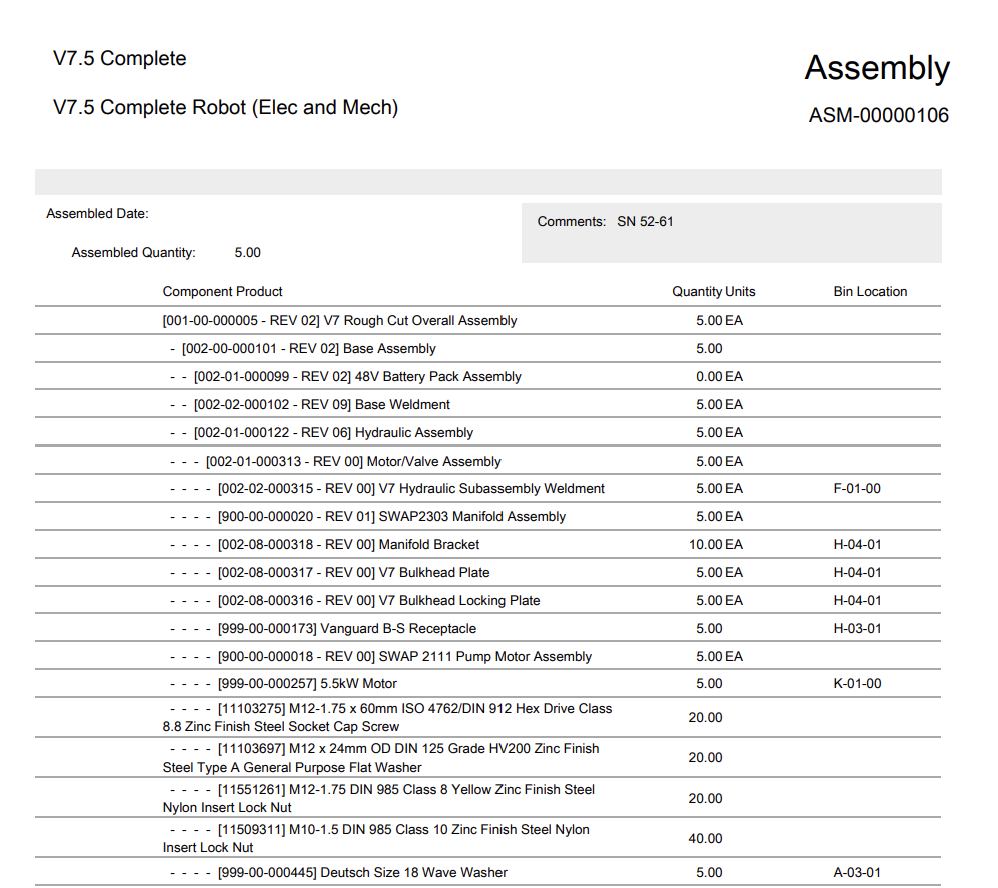 V7.5 Complete
Assembly
V7.5 Complete Robot (Elec and Mech)
ASM-00000106
Assembled Date:
Comments: SN 52-61
Assembled Quantity: 5.00
Component Product Quantity Units Bin Location
[001-00-000005 - REV 02] V7 Rough Cut Overall Assembly 5.00 EA
- [002-00-000101 - REV 02] Base Assembly 5.00
- - [002-01-000099 - REV 02] 48V Battery Pack Assembly 0.00 EA
- - [002-02-000102 - REV 09] Base Weldment 5.00 EA
- - [002-01-000122 - REV 06] Hydraulic Assembly 5.00 EA
- - - [002-01-000313 - REV 00] Motor/Valve Assembly 5.00 EA
- - - - [002-02-000315 - REV 00] V7 Hydraulic Subassembly Weldment 5.00 EA F-01-00
- - - - [900-00-000020 - REV 01] SWAP2303 Manifold Assembly 5.00 EA
- - - - [002-08-000318 - REV 00] Manifold Bracket 10.00 EA H-04-01
- - - - [002-08-000317 - REV 00] V7 Bulkhead Plate 5.00 EA H-04-01
- - - - [002-08-000316 - REV 00] V7 Bulkhead Locking Plate 5.00 EA H-04-01
- - - - [999-00-000173] Vanguard B-S Receptacle 5.00 H-03-01
- - - - [900-00-000018 - REV 00] SWAP 2111 Pump Motor Assembly 5.00 EA
- - - - [999-00-000257] 5.5kW Motor 5.00 K-01-00
- - - - [11103275] M12-1.75 x 60mm ISO 4762/DIN 912 Hex Drive Class
8.8 Zinc Finish Steel Socket Cap Screw 20.00
- - - - [11103697] M12 x 24mm OD DIN 125 Grade HV200 Zinc Finish
Steel Type A General Purpose Flat Washer 20.00
- - - - [11551261] M12-1.75 DIN 985 Class 8 Yellow Zinc Finish Steel
Nylon Insert Lock Nut 20.00
- - - - [11509311] M10-1.5 DIN 985 Class 10 Zinc Finish Steel Nylon
Insert Lock Nut 40.00
- - - - [999-00-000445] Deutsch Size 18 Wave Washer 5.00 A-03-01